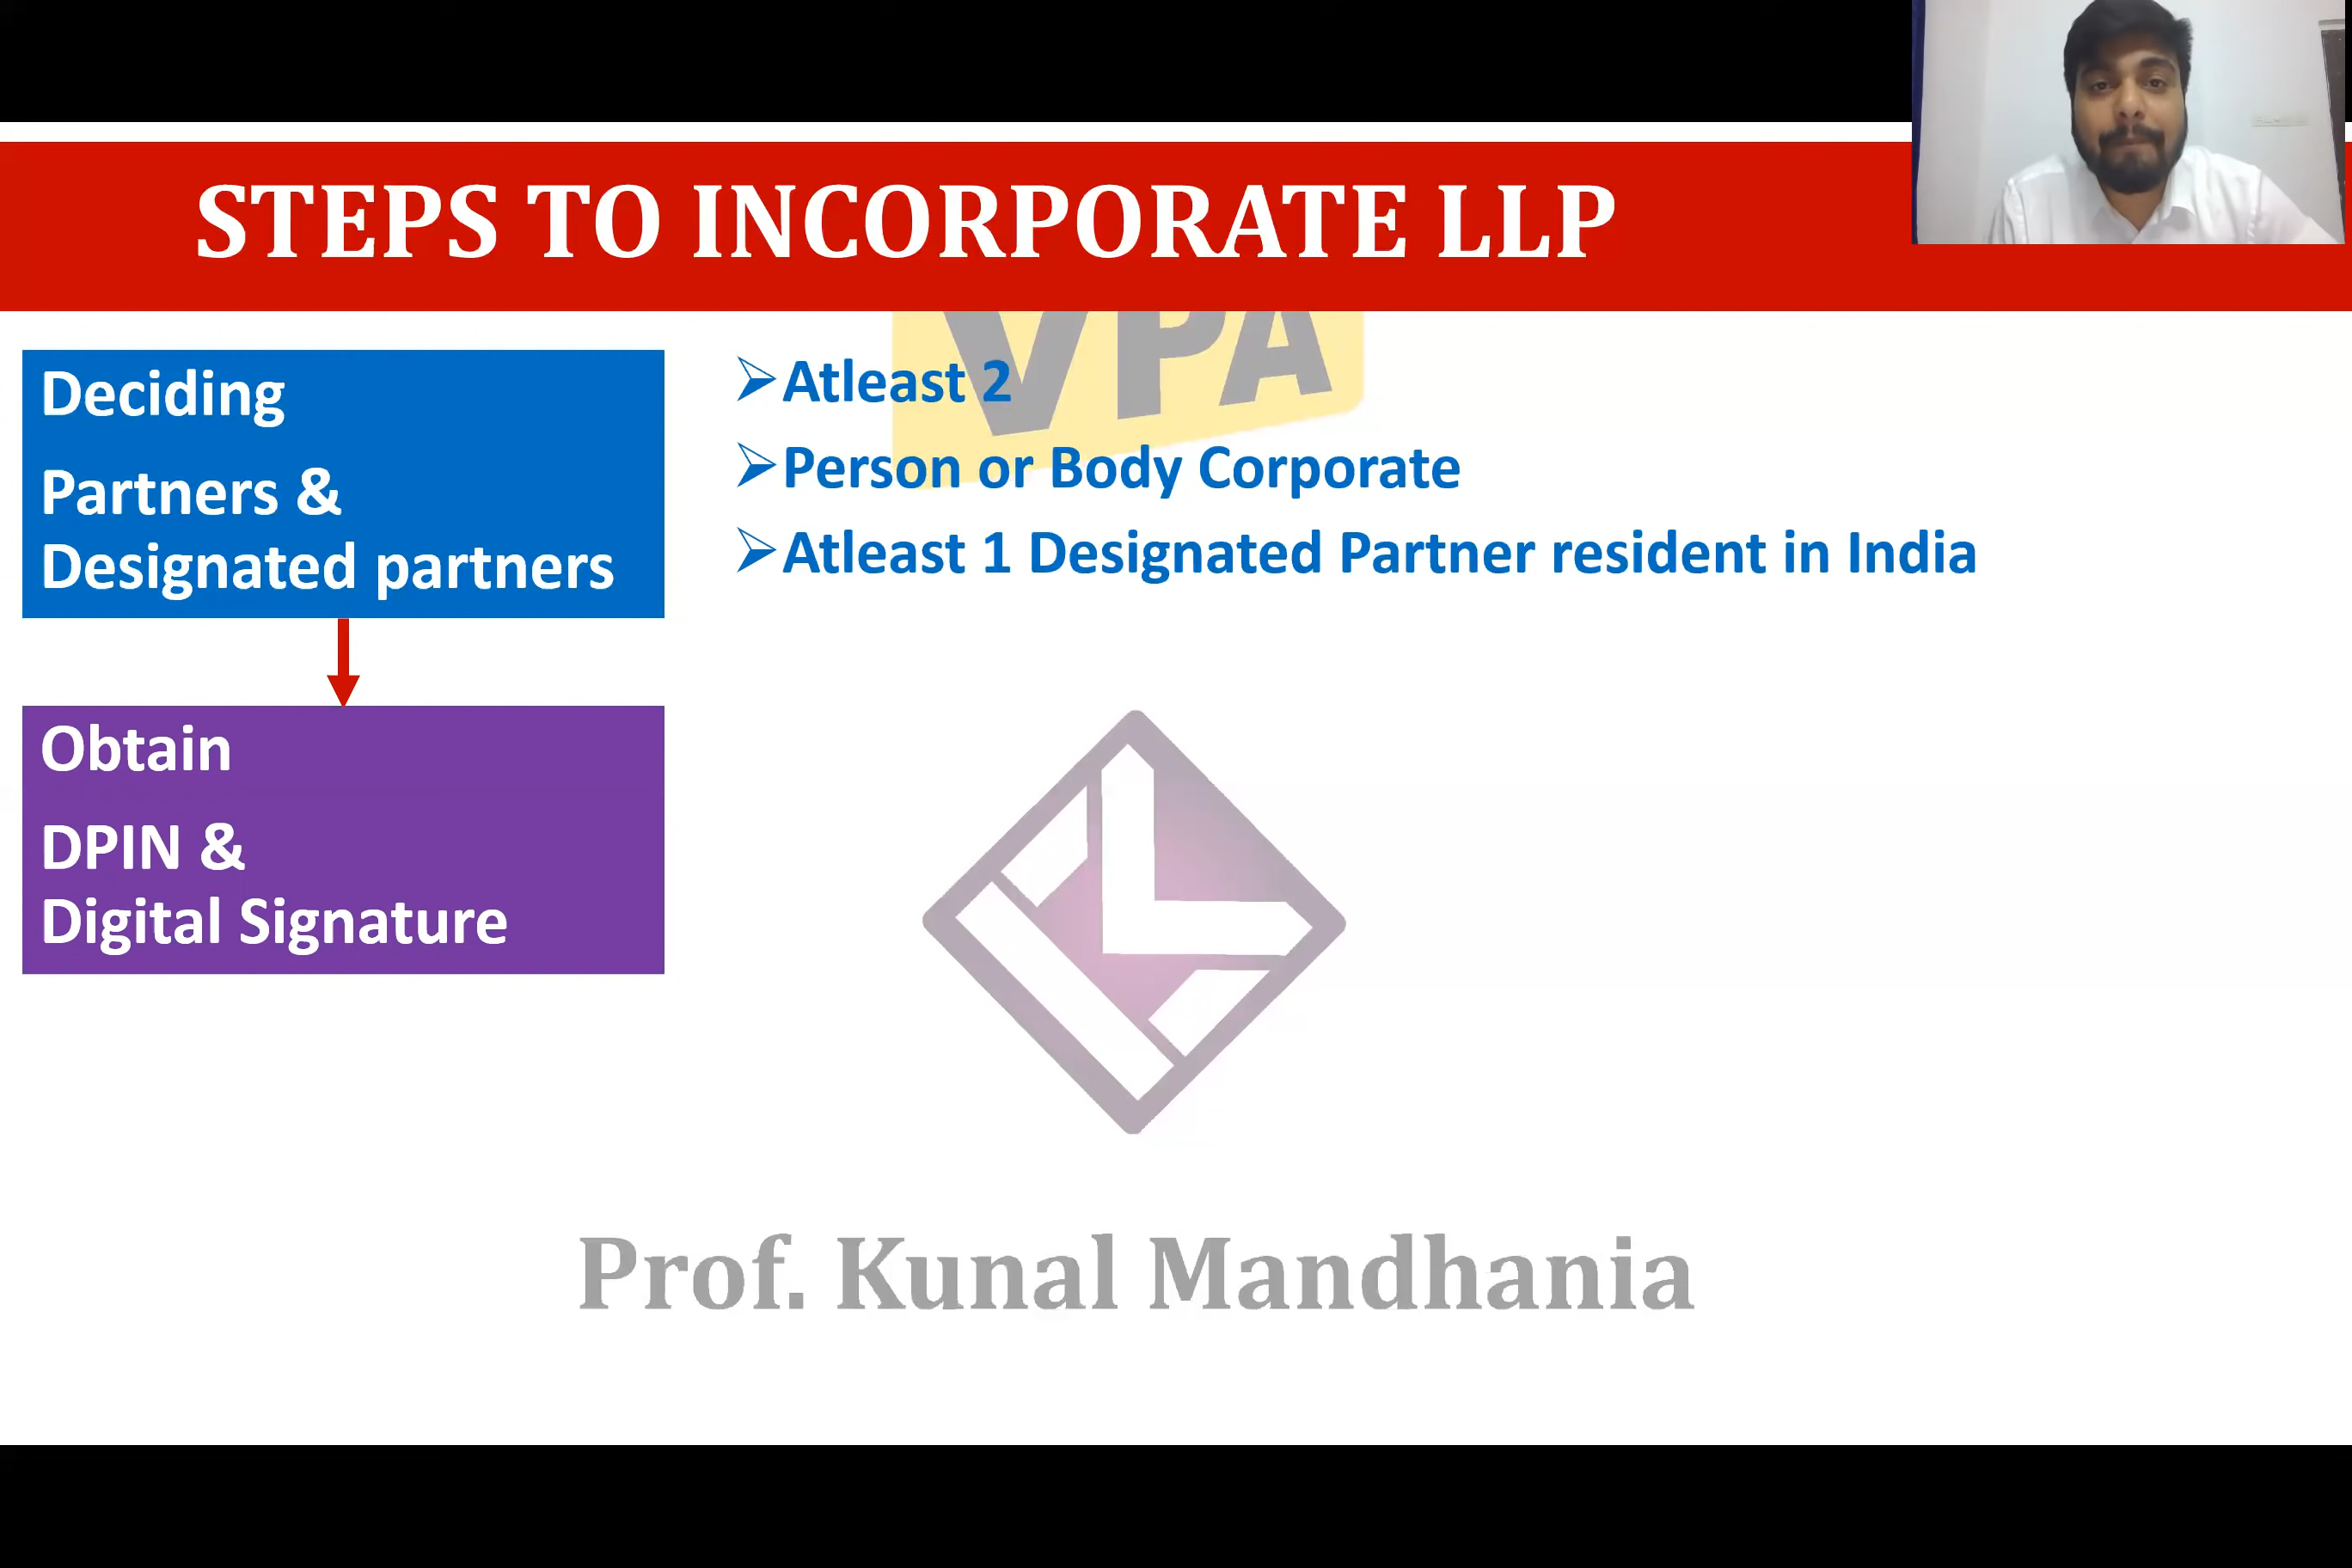 STEPS TO INCORPORATE LLP
VPA
Deciding
Partners &
Designated partners
➢Atleast 2
➢Person or Body Corporate
➢Atleast 1 Designated Partner resident in India
Obtain
DPIN &
Digital Signature
Prof. Kunal Mandhania